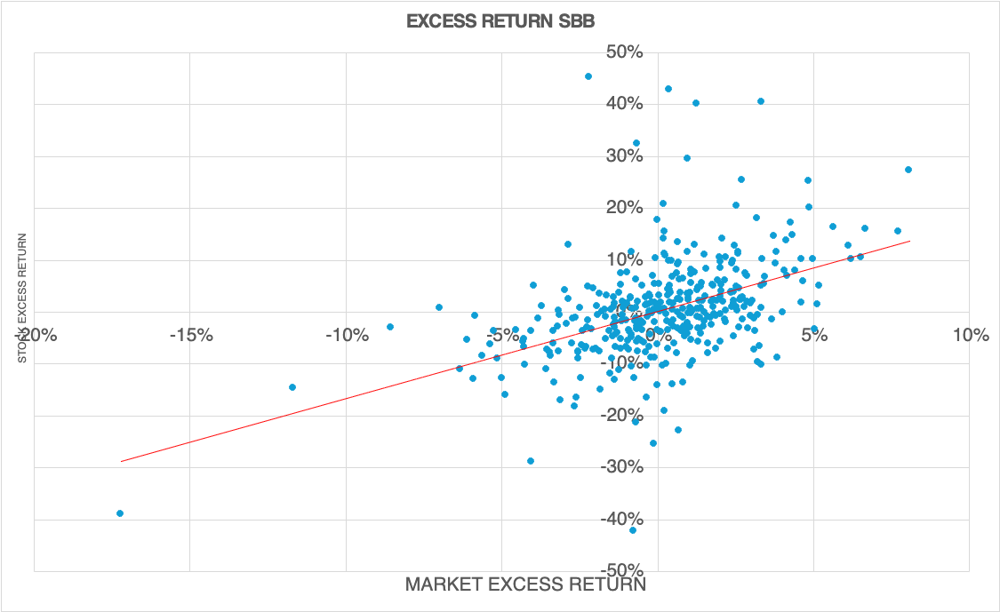 EXCESS RETURN SBB
50%
40%
30%
20%
10%
0%
-20% -15% -10% -5% 0% 5% 10%
-10%
-20%
-30%
-40%
-50%
STOCK EXCESS RETURN
MARKET EXCESS RETURN